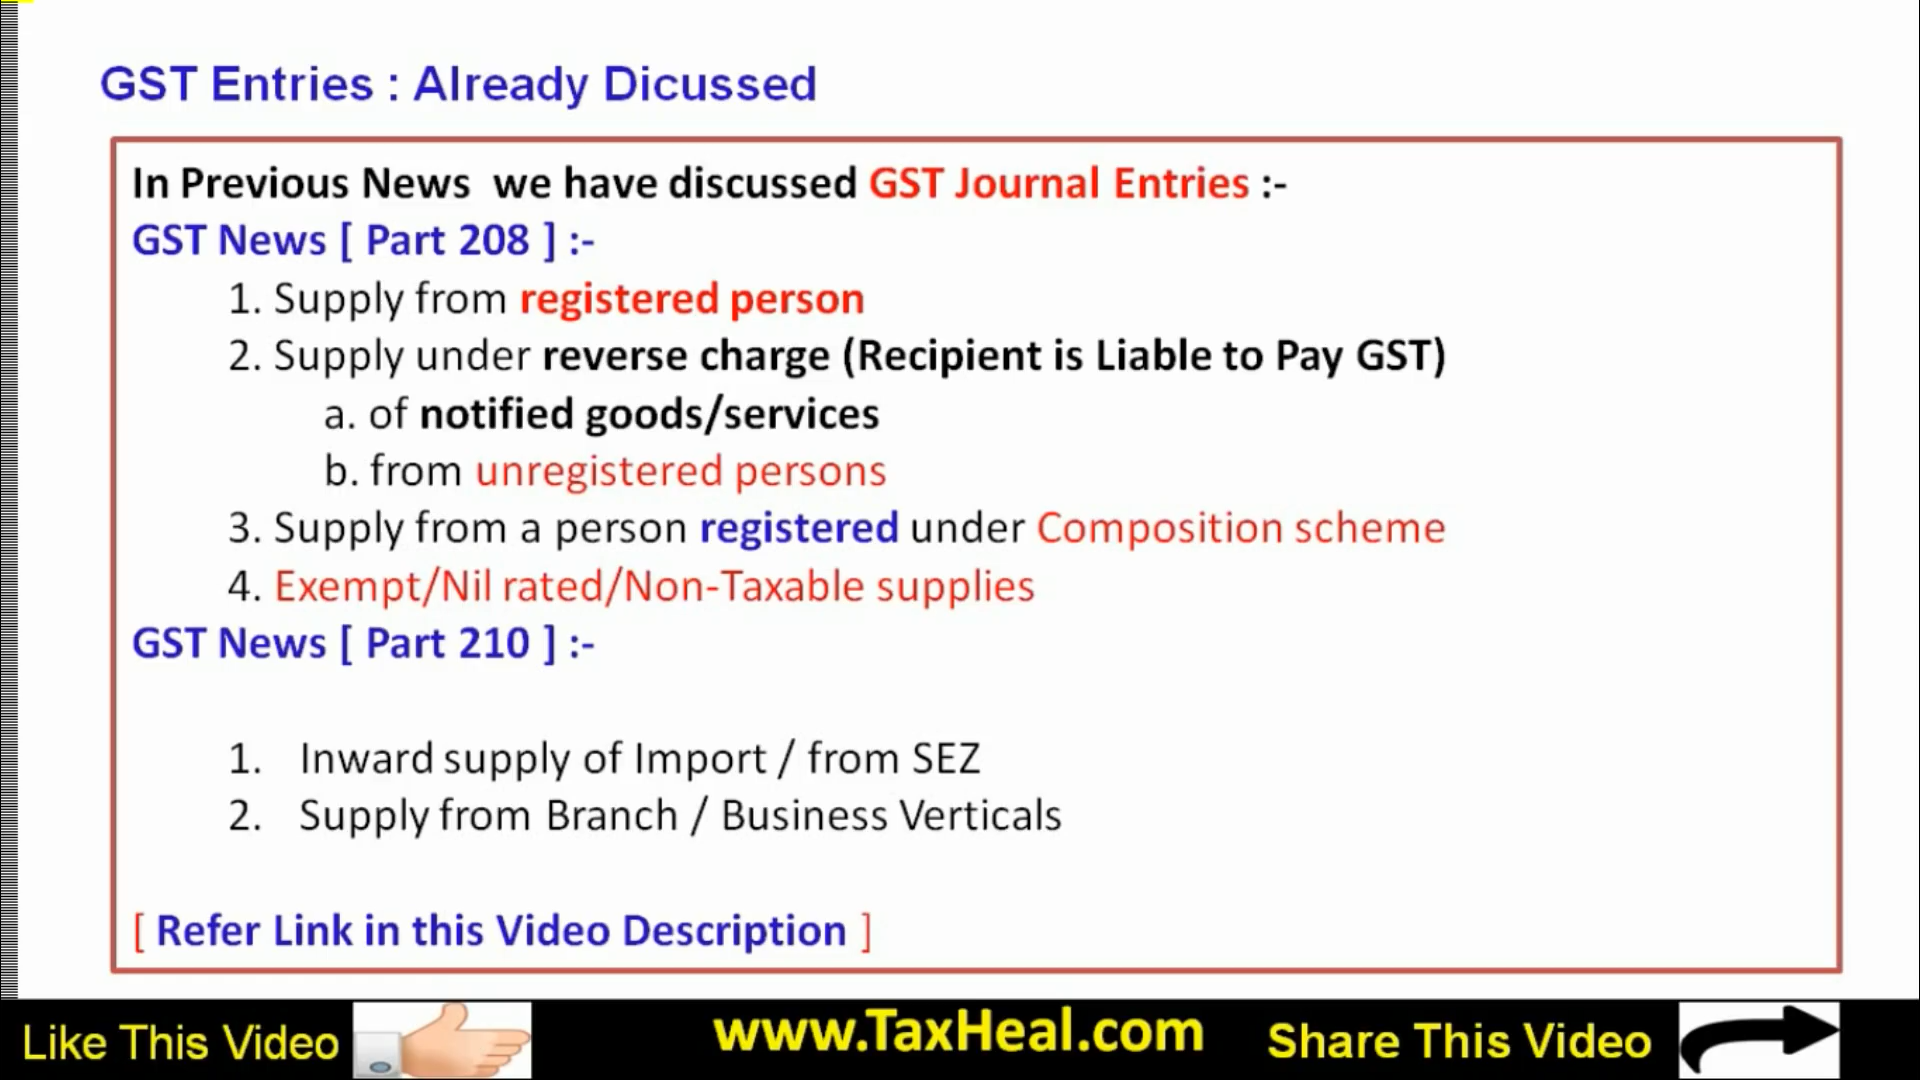 GST Entries : Already Dicussed
In Previous News we have discussed GST Journal Entries :-
GST News [ Part 208 ] :-
1. Supply from registered person
2. Supply under reverse charge (Recipient is Liable to Pay GST)
a. of notified goods/services
b. from unregistered persons
3. Supply from a person registered under Composition scheme
4. Exempt/Nil rated/Non-Taxable supplies
GST News [ Part 210 ] :-
1. Inward supply of Import / from SEZ
2. Supply from Branch / Business Verticals
[ Refer Link in this Video Description ]
Like This Video www.TaxHeal.com Share This Video